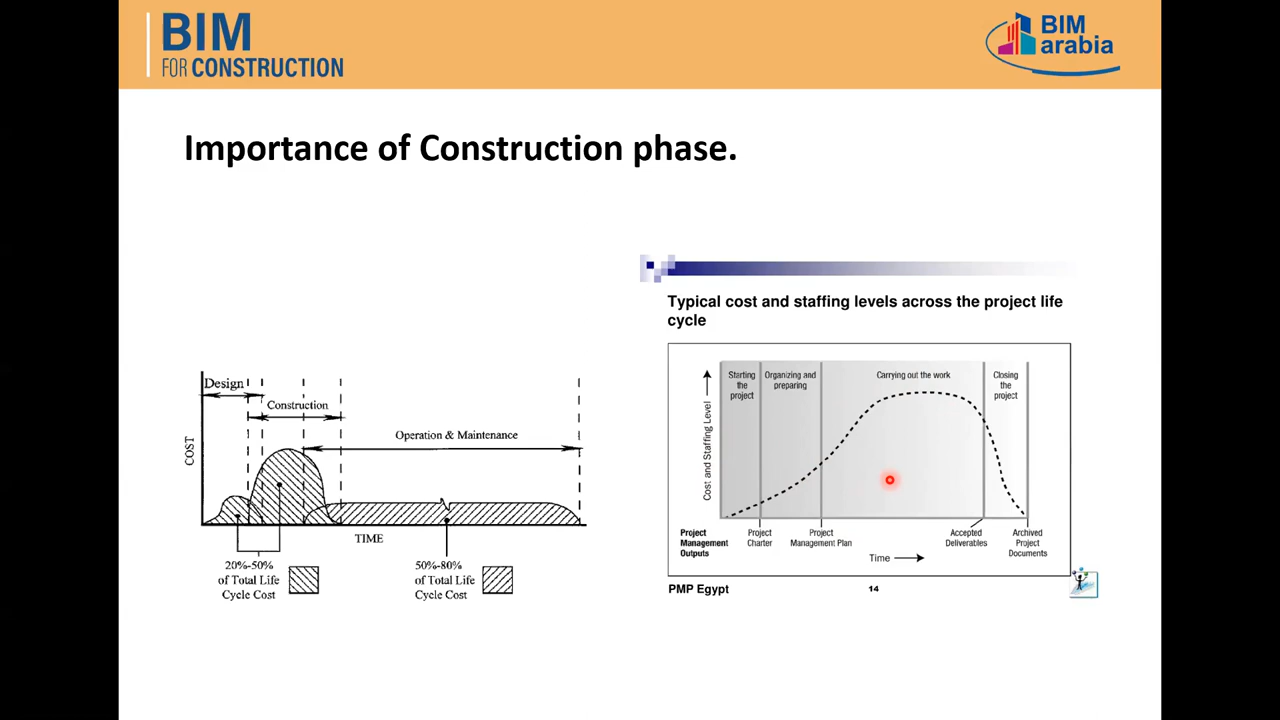 BIM
FOR CONSTRUCTION
BIM
arabia
Importance of Construction phase.
Design
Construction
Operation & Maintenance
COST
TIME
20%-50%
of Total Life
Cycle Cost
50%-80%
of Total Life
Cycle Cost
Typical cost and staffing levels across the project life
cycle
Starting
the
project
Organizing and
preparing
Carrying out the work
Closing
the
project
Cost and Staffing Level
Project
Management
Outputs
Project
Charter
Project
Management Plan
Accepted
Deliverables
Archived
Project
Documents
Time
PMP Egypt
14